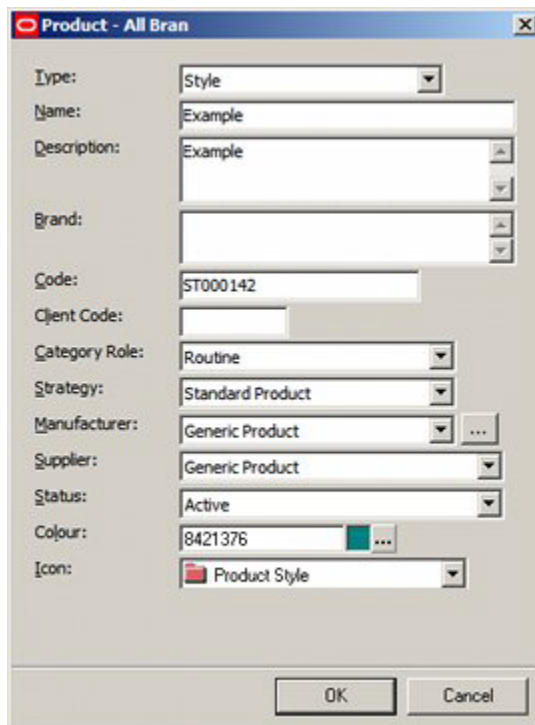 Product - All Bran
Type: Style
Name: Example
Description: Example
Brand:
Code: ST000142
Client Code:
Category Role: Routine
Strategy: Standard Product
Manufacturer: Generic Product ...
Supplier: Generic Product
Status: Active
Colour: 8421376 ...
Icon: Product Style
OK Cancel